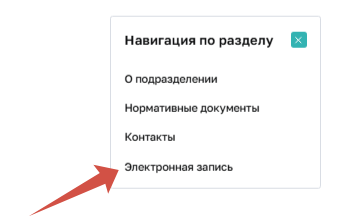 Навигация по разделу
О подразделении
Нормативные документы
Контакты
Электронная запись